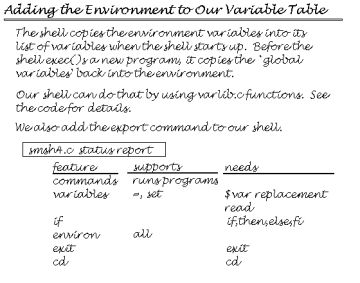 Adding the Environment to Our Variable Table
The shell copies the environment variables into its
list of variables when the shell starts up. Before the
shell exec()s a new program, it copies the `global
variables' back into the environment.
Our shell can do that by using varlib.c functions. See
the code for details.
We also add the export command to our shell.
smsh4.c status report
feature supports needs
commands runs programs
variables =, set $var replacement
read
if if,then,else,fi
environ all
exit exit
cd cd